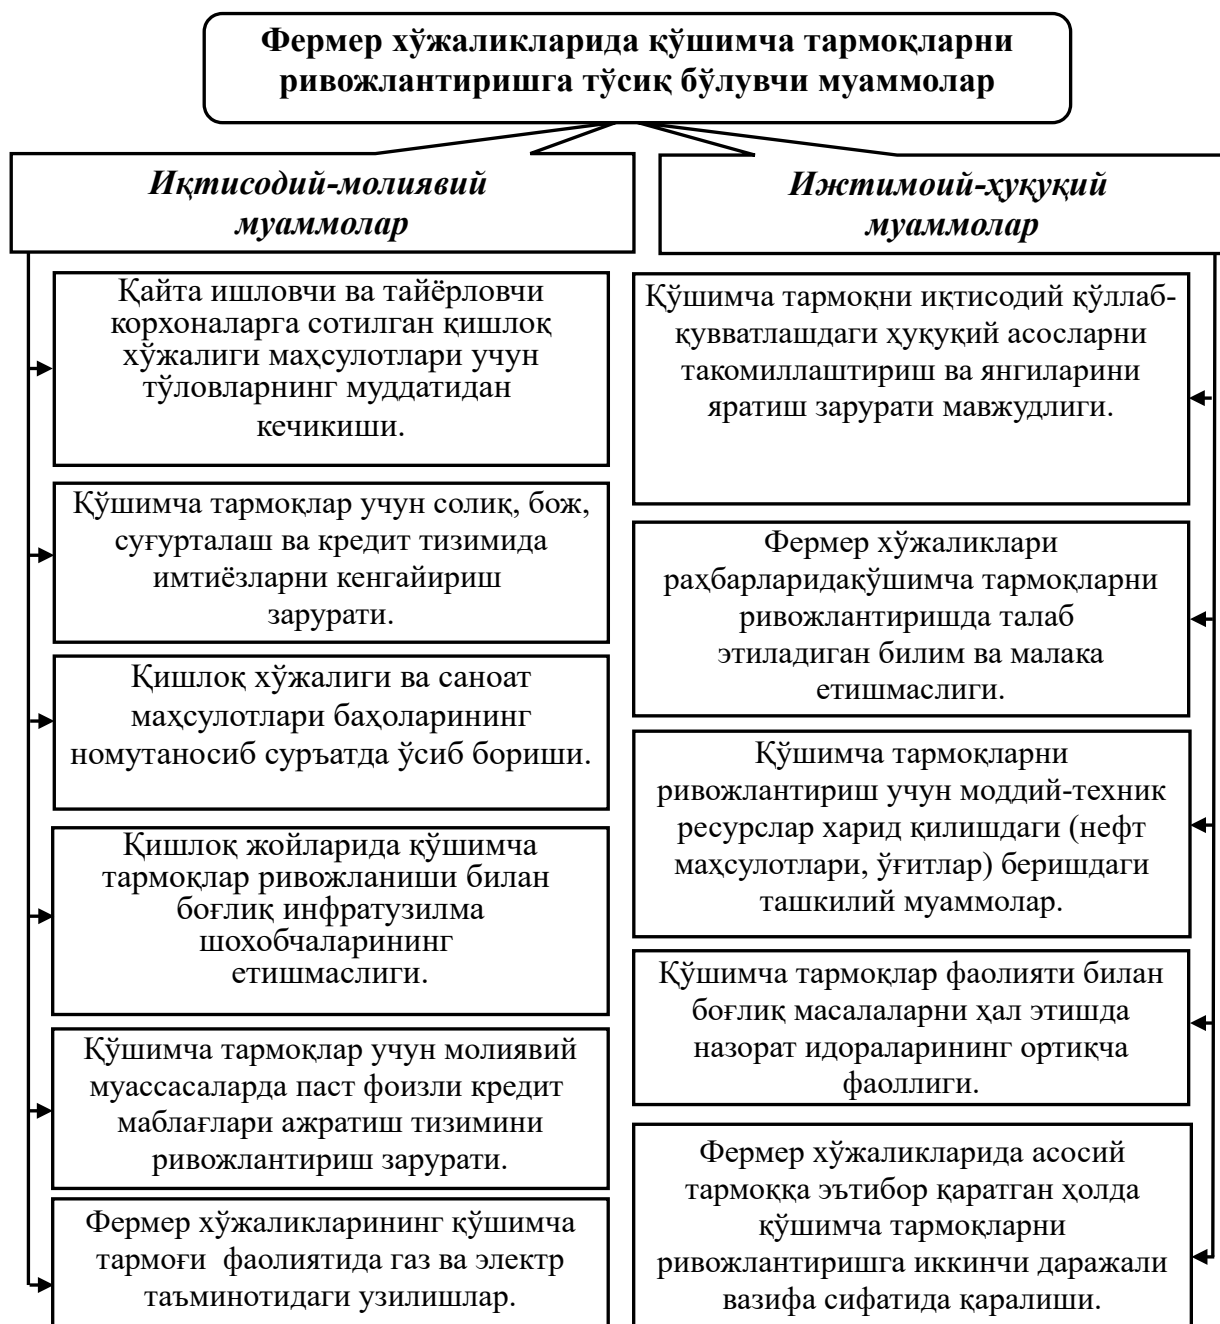 Фермер хўжаликларида қўшимча тармоқларни
ривожлантиришга тўсиқ бўлувчи муаммолар
Иқтисодий-молиявий
муаммолар
Қайта ишловчи ва тайёрловчи
корхоналарга сотилган қишлоқ
хўжалиги маҳсулотлари учун
тўловларнинг муддатидан
кечикиши.
Қўшимча тармоқлар учун солиқ, бож,
суғурталаш ва кредит тизимида
имтиёзларни кенгайириш
зарурати.
Қишлоқ хўжалиги ва саноат
маҳсулотлари баҳоларининг
номутаносиб суръатда ўсиб бориши.
Қишлоқ жойларида қўшимча
тармоқлар ривожланиши билан
боғлиқ инфратузилма
шохобчаларининг
етишмаслиги.
Қўшимча тармоқлар учун молиявий
муассасаларда паст фоизли кредит
маблағлари ажратиш тизимини
ривожлантириш зарурати.
Фермер хўжаликларининг қўшимча
тармоғи фаолиятида газ ва электр
таъминотидаги узилишлар.
Ижтимоий-ҳуқуқий
муаммолар
Қўшимча тармоқни иқтисодий қўллаб-
қувватлашдаги ҳуқуқий асосларни
такомиллаштириш ва янгиларини
яратиш зарурати мавжудлиги.
Фермер хўжаликлари
раҳбарларидақўшимча тармоқларни
ривожлантиришда талаб
этиладиган билим ва малака
етишмаслиги.
Қўшимча тармоқларни
ривожлантириш учун моддий-техник
ресурслар харид қилишдаги (нефт
маҳсулотлари, ўғитлар) беришдаги
ташкилий муаммолар.
Қўшимча тармоқлар фаолияти билан
боғлиқ масалаларни ҳал этишда
назорат идораларининг ортиқча
фаоллиги.
Фермер хўжаликларида асосий
тармоққа эътибор қаратган ҳолда
қўшимча тармоқларни
ривожлантиришга иккинчи даражали
вазифа сифатида қаралиши.